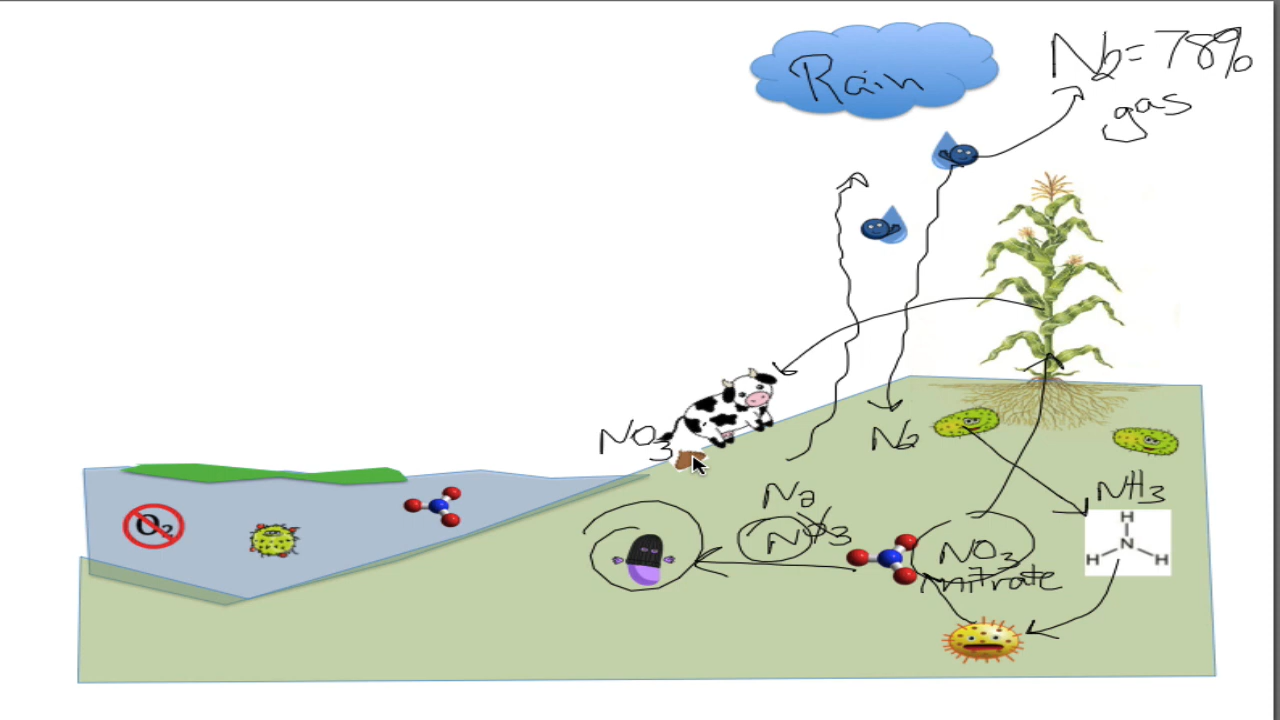 N2 = 78%
gas
Rain
NO3
N2
NH3
H
N
H H
N2
NO3
NO3
nitrate
O2